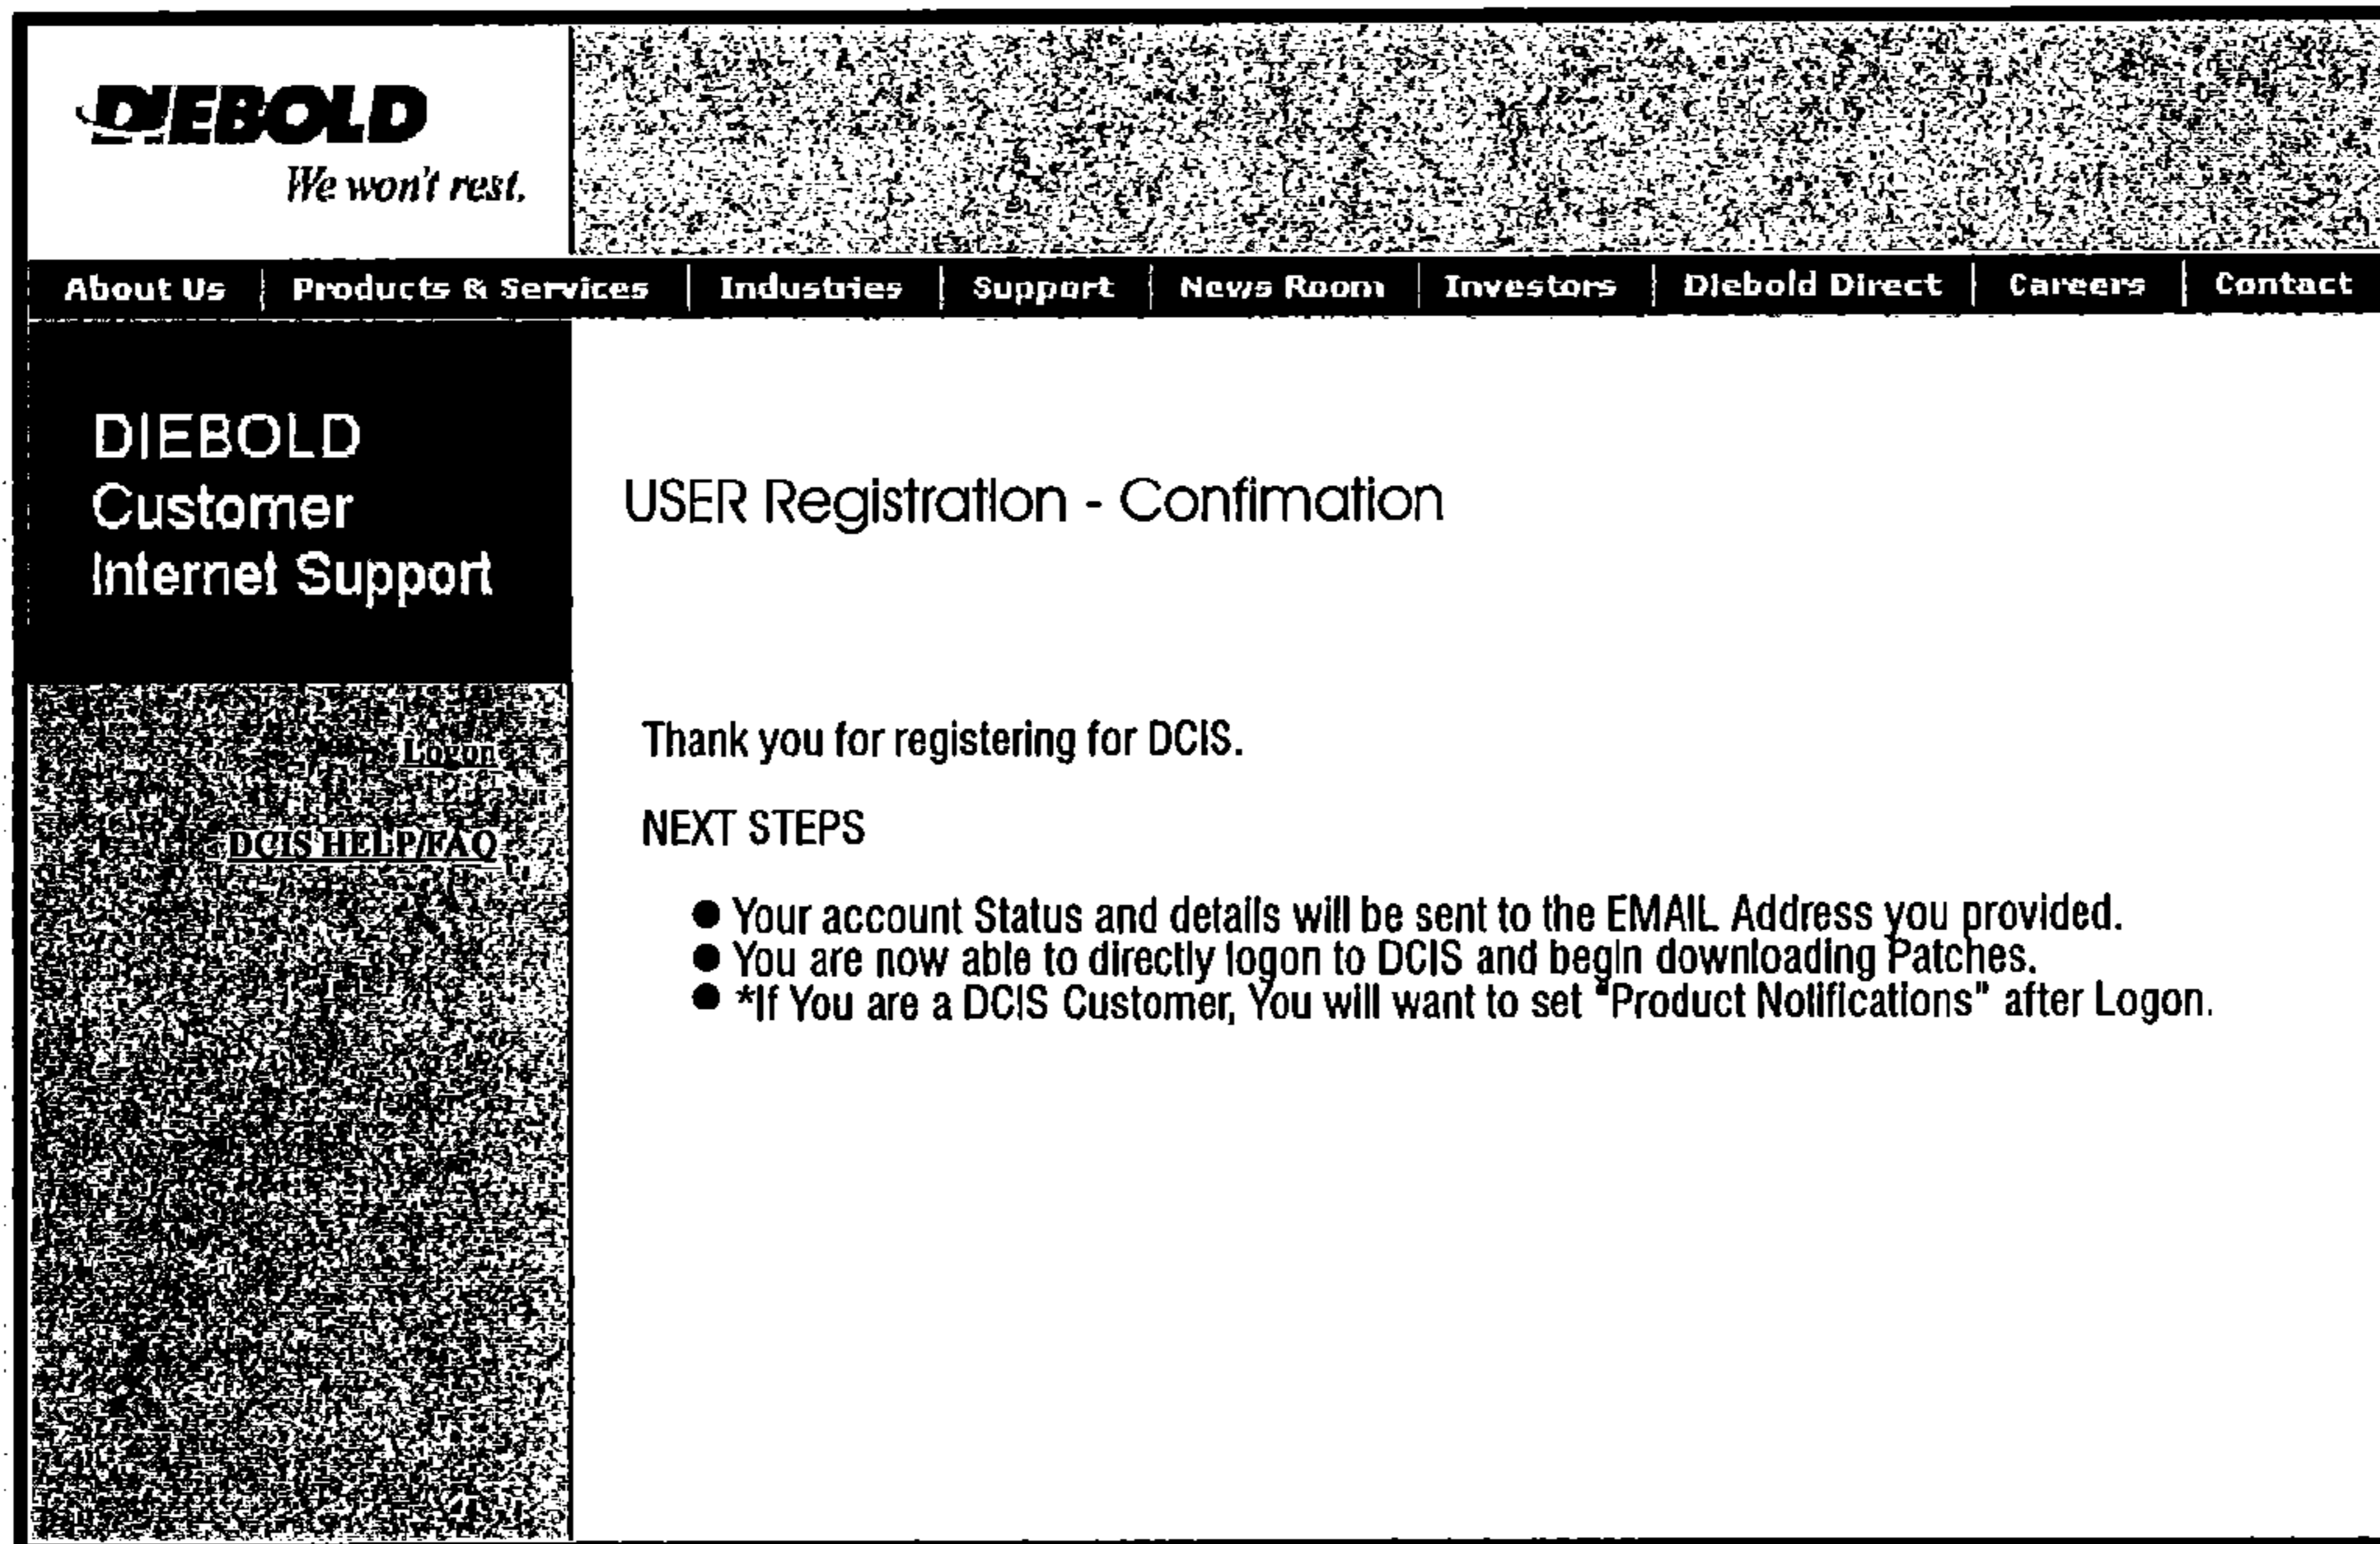 DIEBOLD
We won't rest.
About Us | Products & Services | Industries | Support | News Room | Investors | Diebold Direct | Careers | Contact
DIEBOLD
Customer
Internet Support
Logon
DCIS HELP/FAQ
USER Registration - Confimation
Thank you for registering for DCIS.
NEXT STEPS
● Your account Status and details will be sent to the EMAIL Address you provided.
● You are now able to directly logon to DCIS and begin downloading Patches.
● *If You are a DCIS Customer, You will want to set "Product Notifications" after Logon.